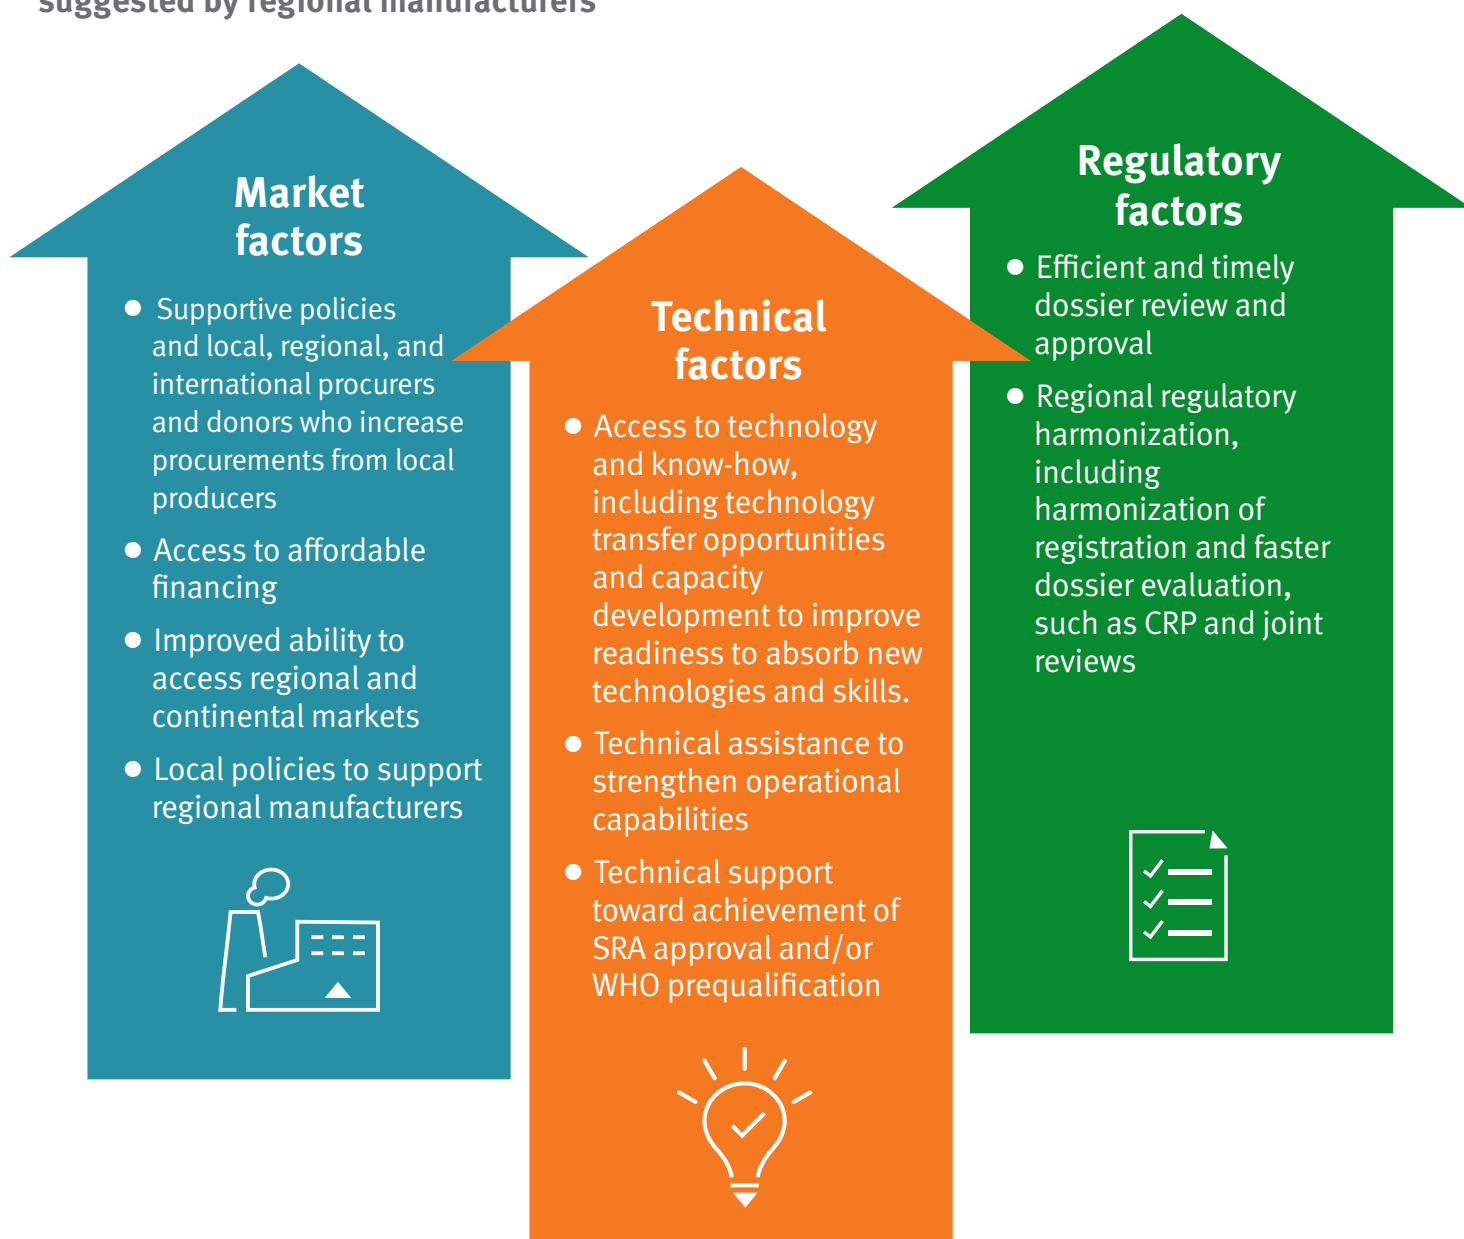 suggested by regional manufacturers
Market
factors
● Supportive policies
and local, regional, and
international procurers
and donors who increase
procurements from local
producers
● Access to affordable
financing
● Improved ability to
access regional and
continental markets
● Local policies to support
regional manufacturers
Technical
factors
● Access to technology
and know-how,
including technology
transfer opportunities
and capacity
development to improve
readiness to absorb new
technologies and skills.
● Technical assistance to
strengthen operational
capabilities
● Technical support
toward achievement of
SRA approval and/or
WHO prequalification
Regulatory
factors
● Efficient and timely
dossier review and
approval
● Regional regulatory
harmonization,
including
harmonization of
registration and faster
dossier evaluation,
such as CRP and joint
reviews